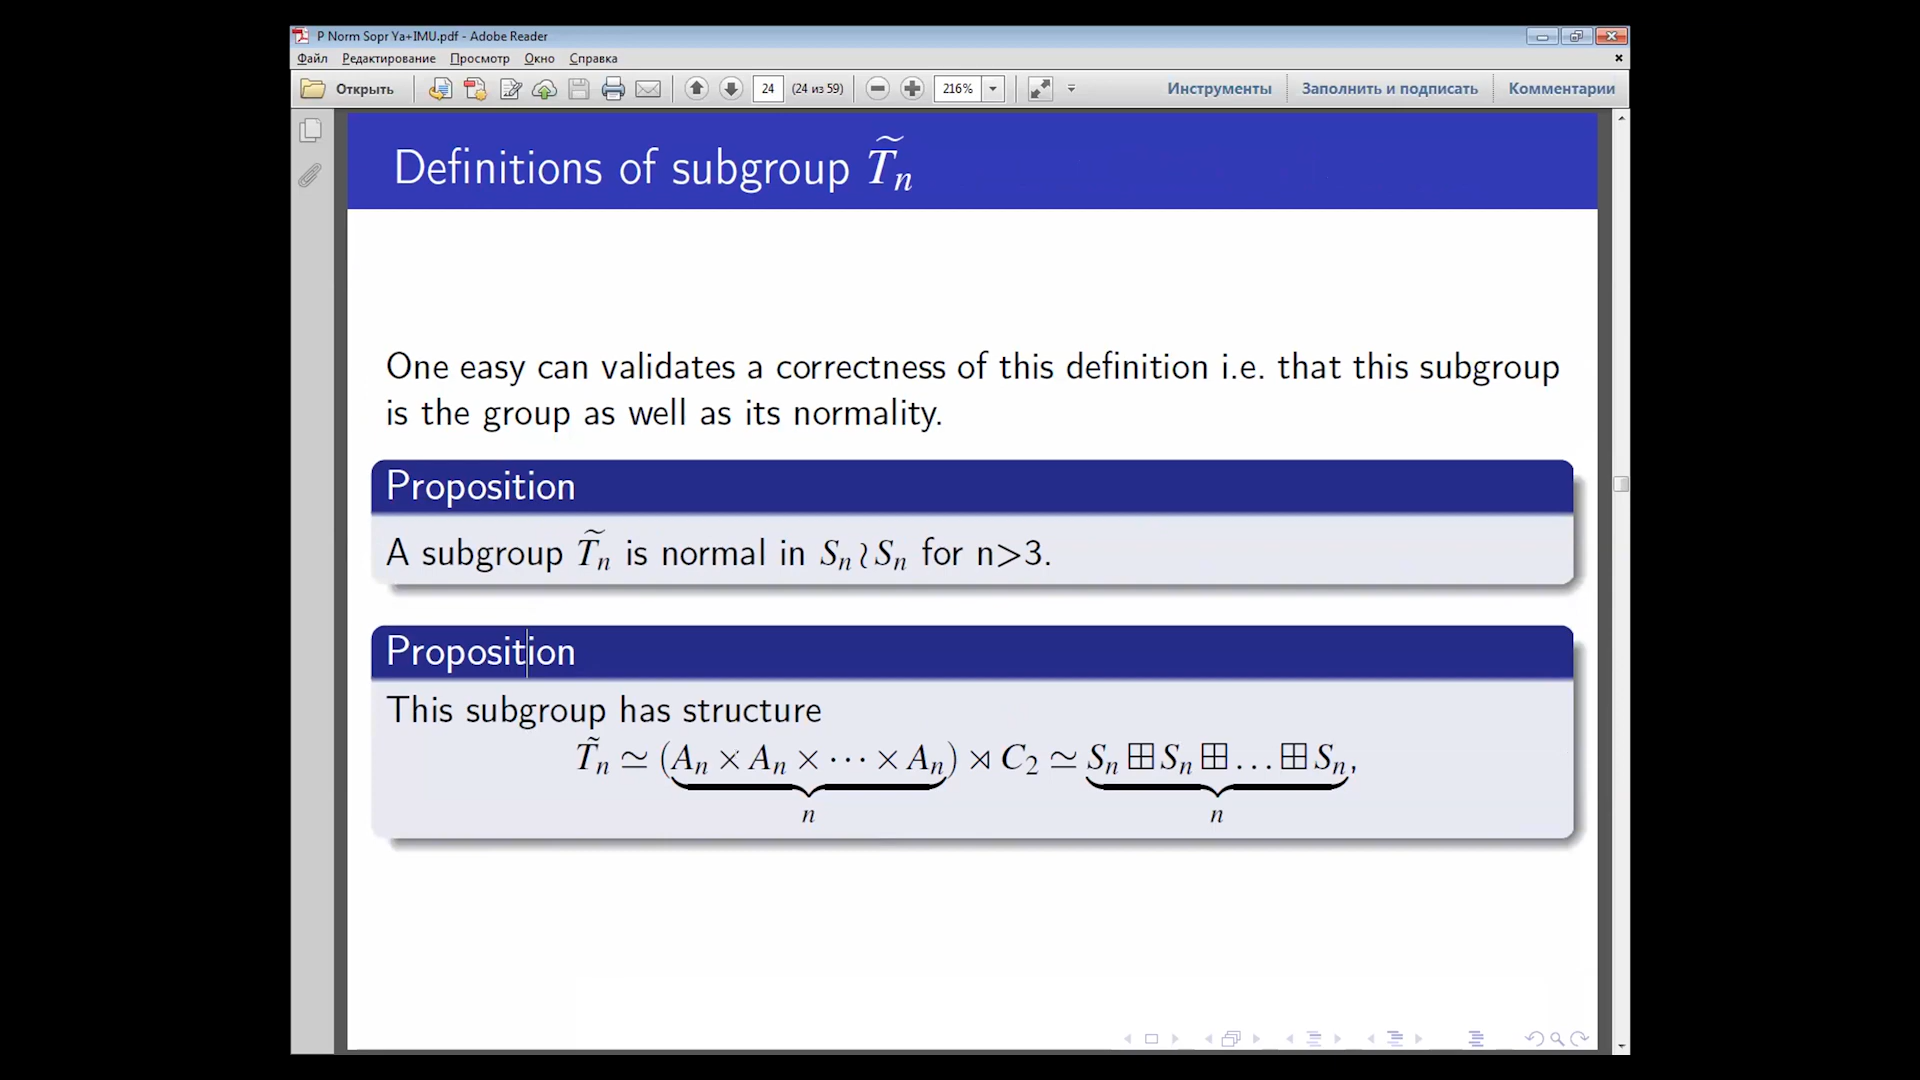 P Norm Sopr Ya+IMU.pdf - Adobe Reader
Файл Редактирование Просмотр Окно Справка
Открыть 24 (24 из 59) 216% Инструменты Заполнить и подписать Комментарии
Definitions of subgroup T̃ₙ
One easy can validates a correctness of this definition i.e. that this subgroup
is the group as well as its normality.
Proposition
A subgroup T̃ₙ is normal in Sₙ ≀ Sₙ for n>3.
Proposition
This subgroup has structure
T̃ₙ ≃ (Aₙ × Aₙ × ⋯ × Aₙ) ⋊ C₂ ≃ Sₙ ⊞ Sₙ ⊞ … ⊞ Sₙ,
n n